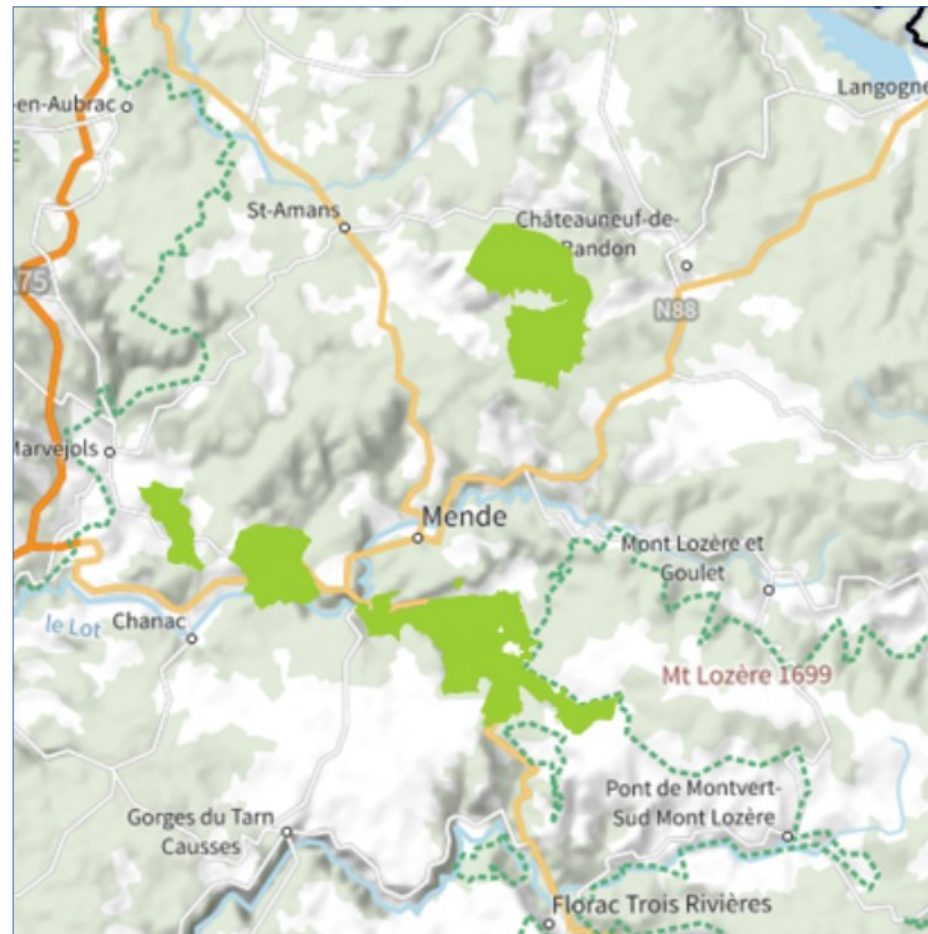 Langogne
-en-Aubrac
St-Amans
Châteauneuf-de-
Randon
A75
N88
Marvejols
Mende
Mont Lozère et
Goulet
le Lot
Chanac
Mt Lozère 1699
Pont de Montvert-
Sud Mont Lozère
Gorges du Tarn
Causses
Florac Trois Rivières